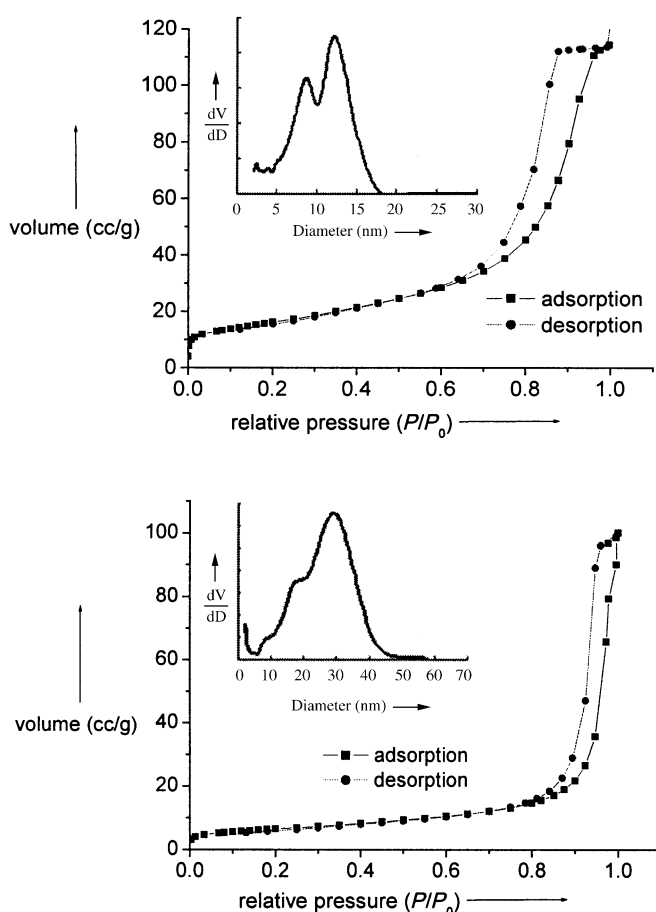 120
100
80
60
40
20
0
volume (cc/g)
dV
dD
0 5 10 15 20 25 30
Diameter (nm)
adsorption
desorption
0.0 0.2 0.4 0.6 0.8 1.0
relative pressure (P/P0)
100
80
60
40
20
0
volume (cc/g)
dV
dD
0 10 20 30 40 50 60 70
Diameter (nm)
adsorption
desorption
0.0 0.2 0.4 0.6 0.8 1.0
relative pressure (P/P0)